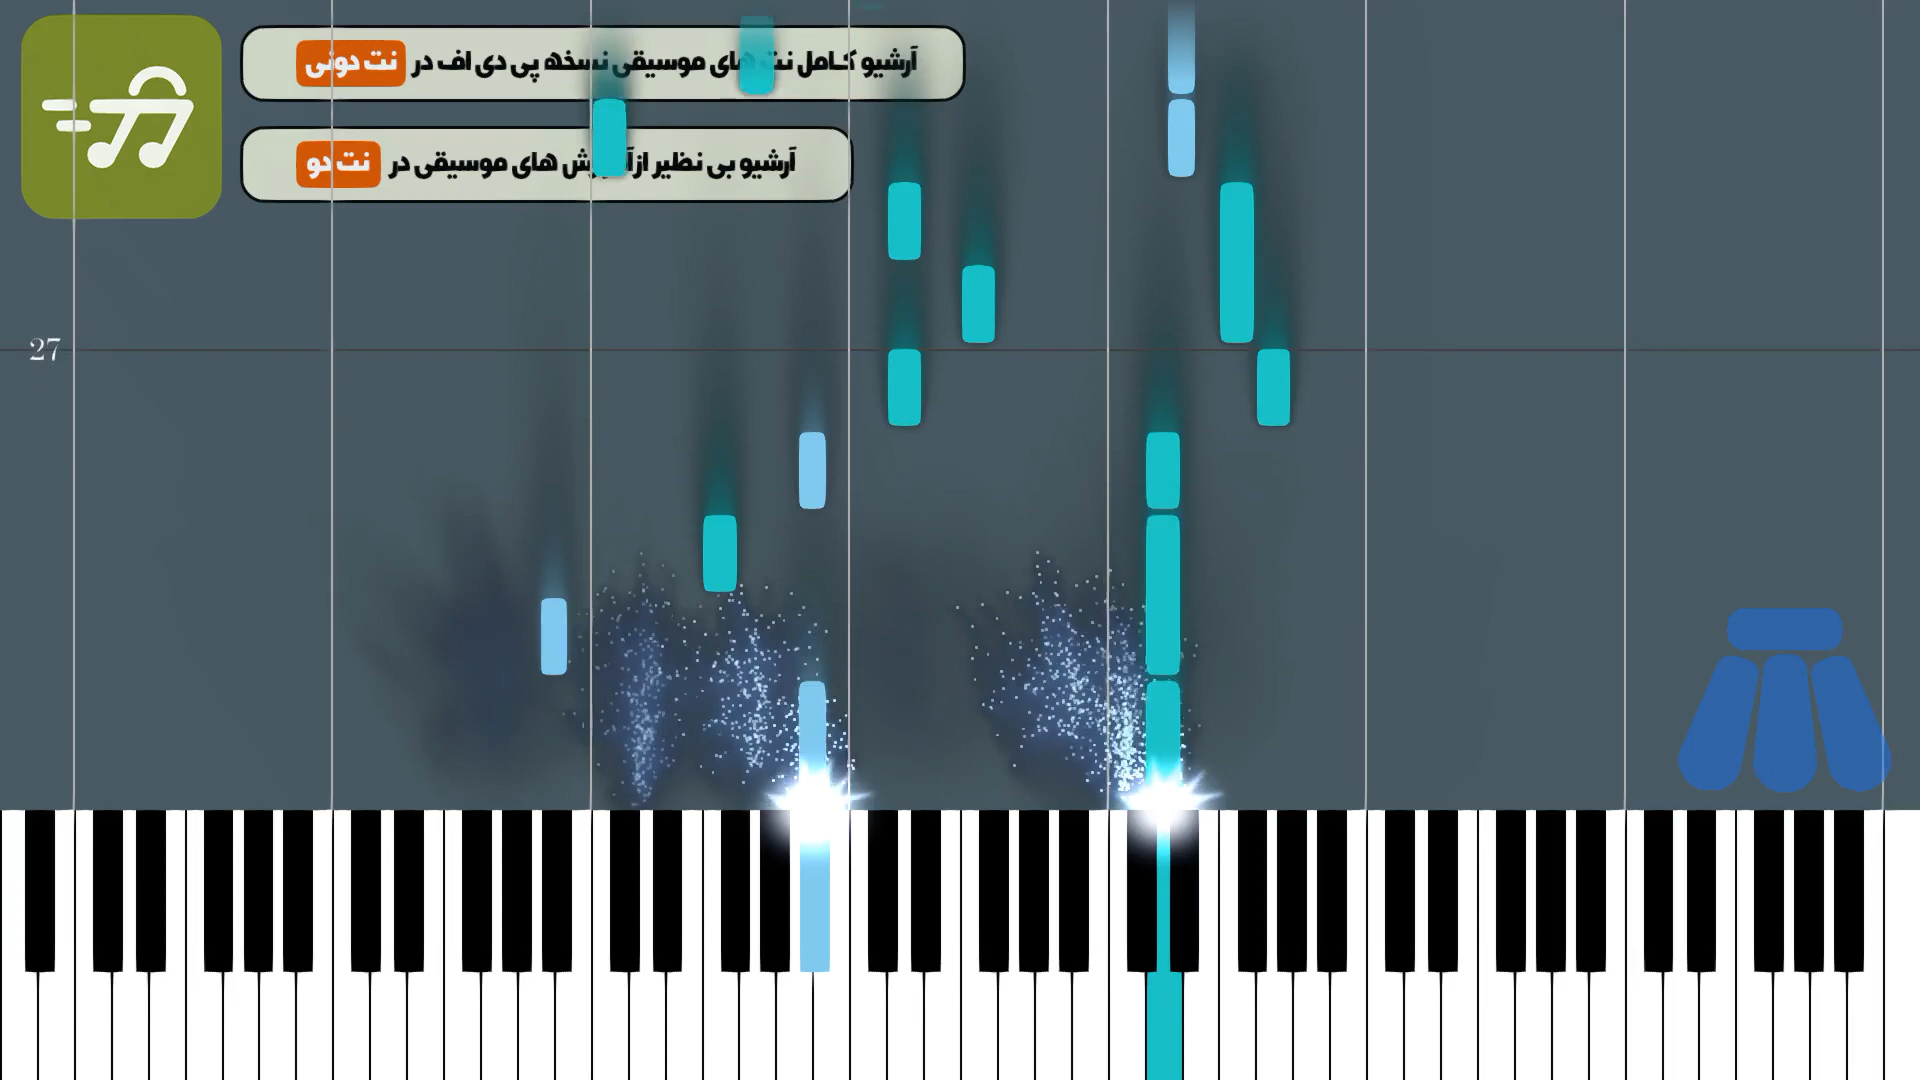 آرشیو کامل نت های موسیقی نسخه پی دی اف در نت دونی
آرشیو بی نظیر از های موسیقی در نت دو
27